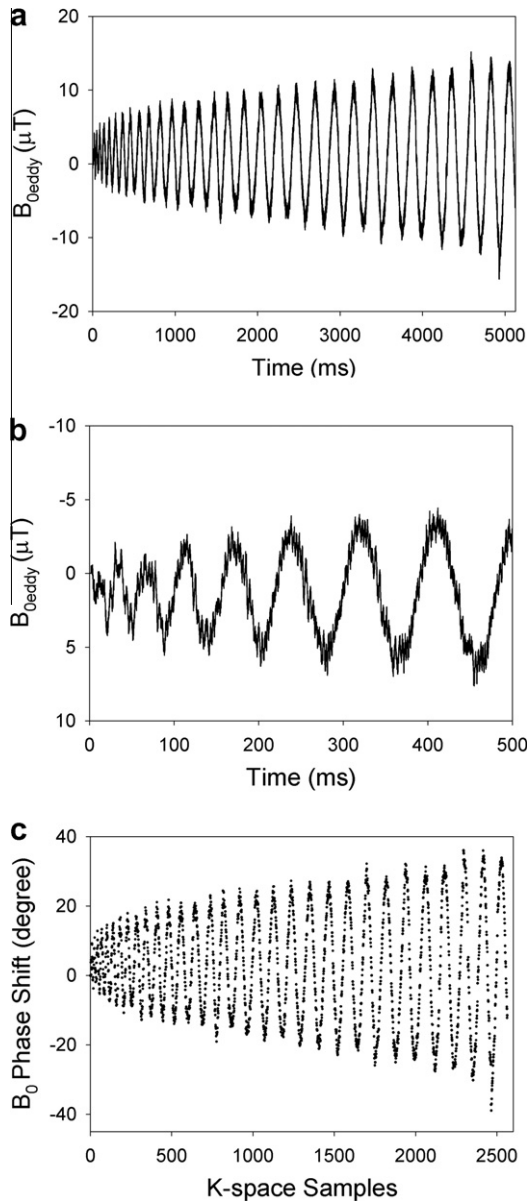 a
20
10
0
-10
-20
B0eddy (μT)
0 1000 2000 3000 4000 5000
Time (ms)
b
-10
-5
0
5
10
B0eddy (μT)
0 100 200 300 400 500
Time (ms)
c
40
20
0
-20
-40
B0 Phase Shift (degree)
0 500 1000 1500 2000 2500
K-space Samples